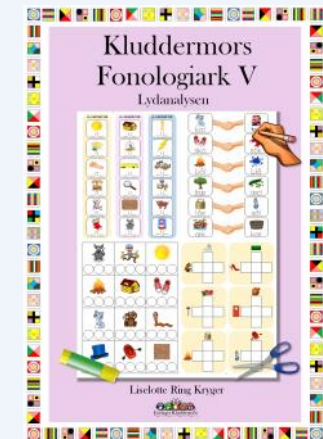 Kluddermors
Fonologiark V
Lydanalysen
Liselotte Ring Kryger